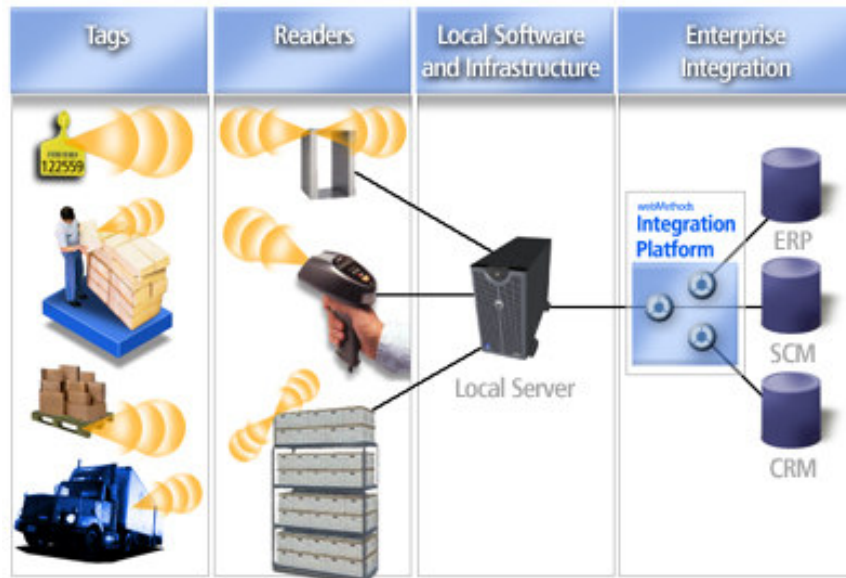 Tags
Readers
Local Software
and Infrastructure
Enterprise
Integration
122559
webMethods
Integration
Platform
ERP
SCM
CRM
Local Server